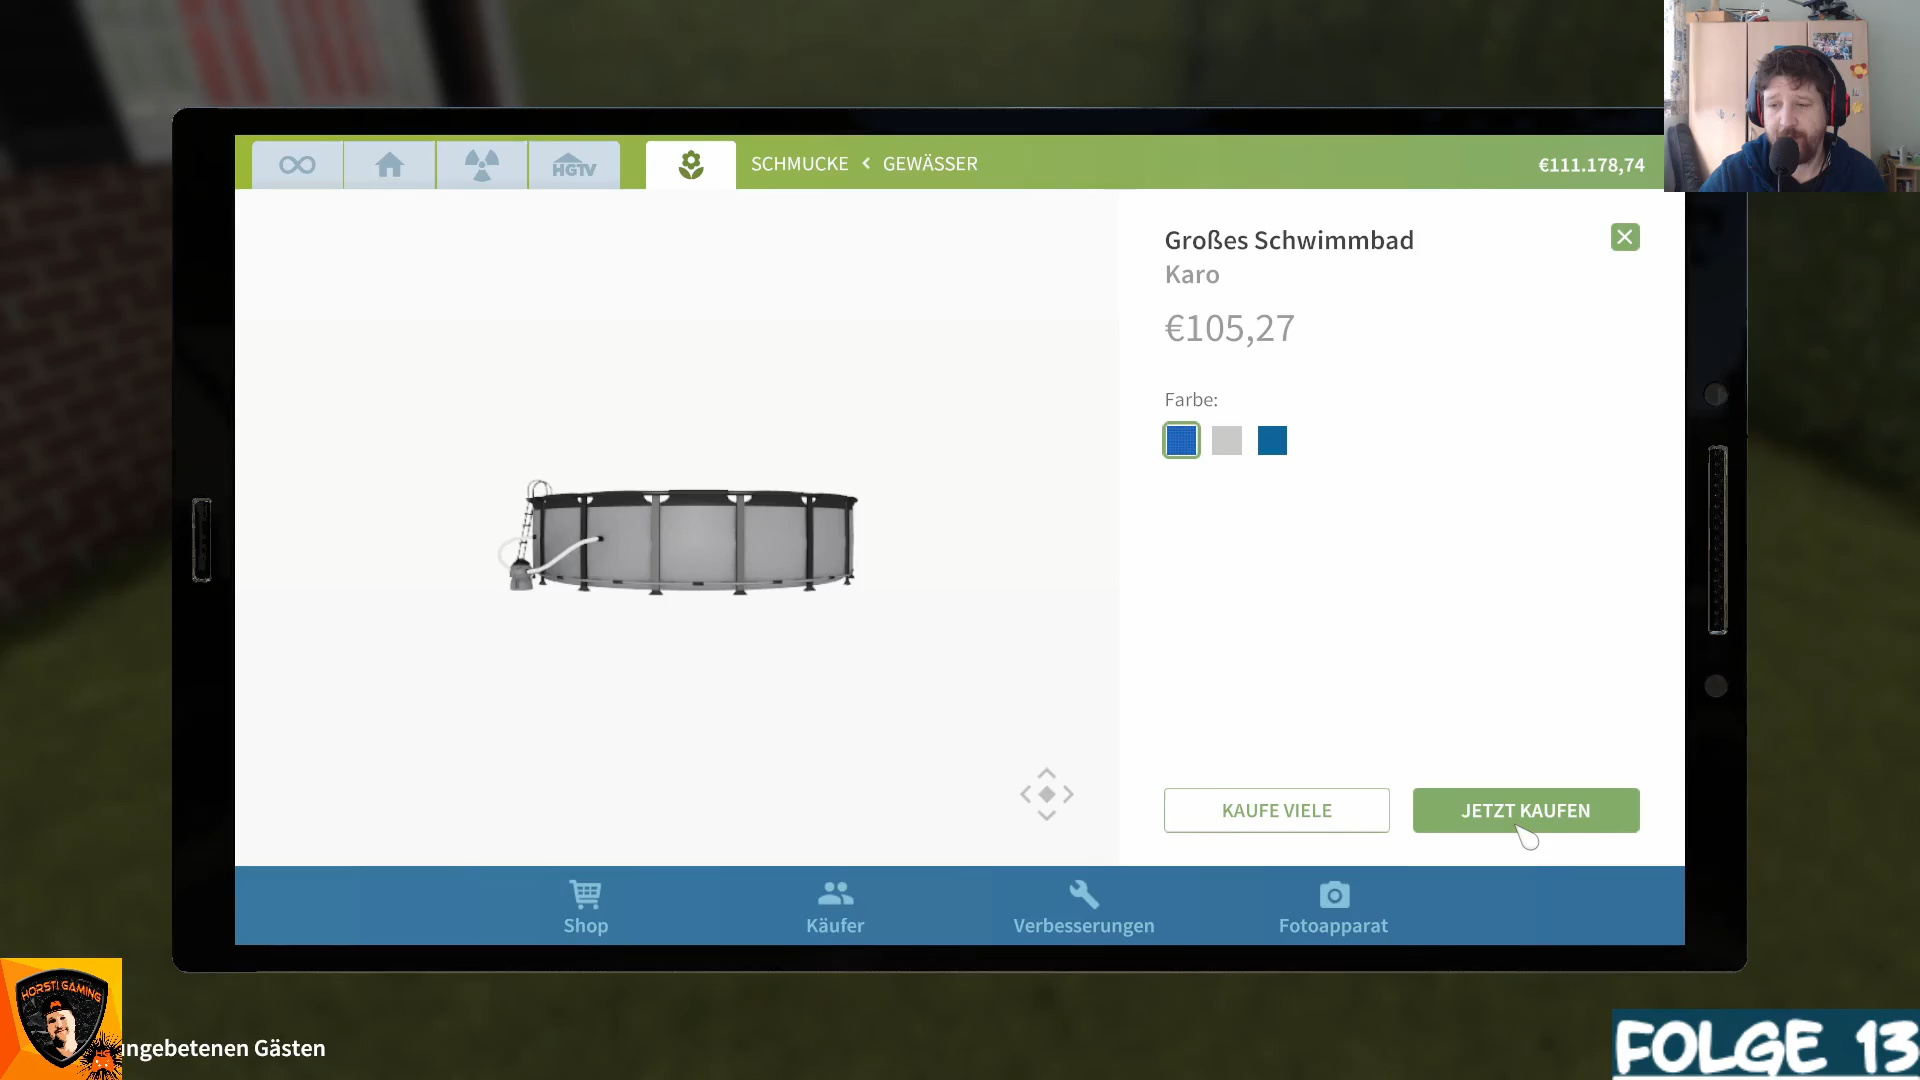 HGTV
SCHMUCKE < GEWÄSSER
€111.178,74
Großes Schwimmbad
Karo
€105,27
Farbe:
KAUFE VIELE
JETZT KAUFEN
Shop
Käufer
Verbesserungen
Fotoapparat
HORSTI GAMING
HG
ngebetenen Gästen
FOLGE 13